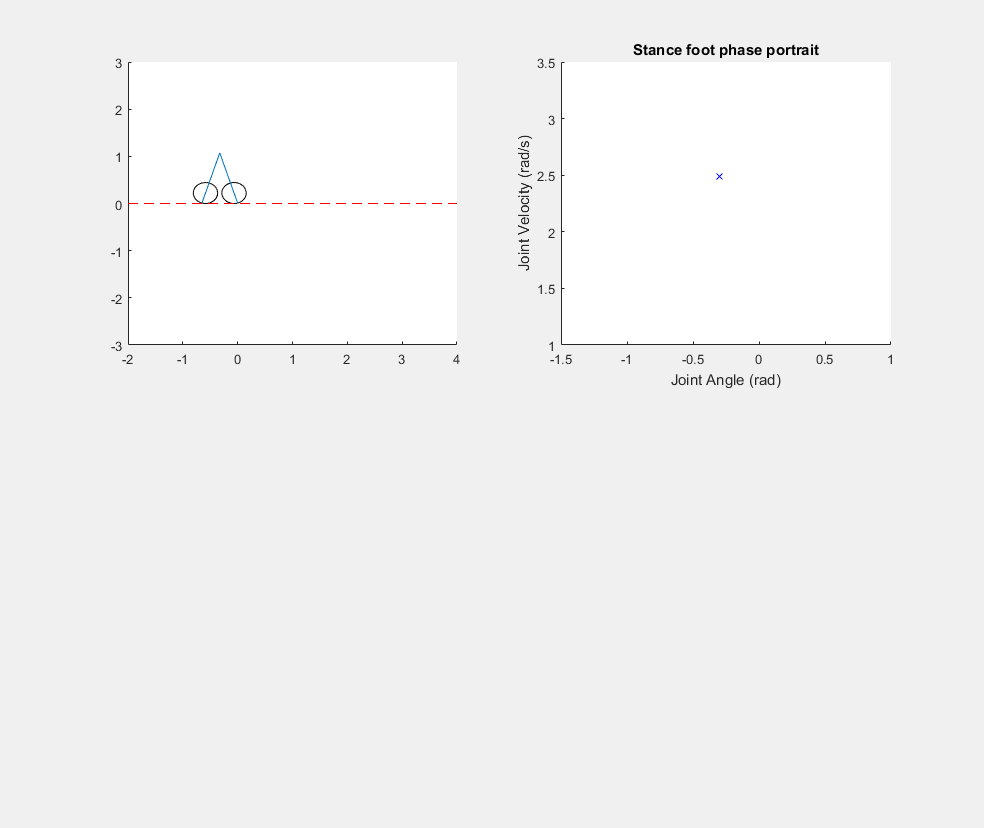 Stance foot phase portrait
3
2
1
0
-1
-2
-3
-2 -1 0 1 2 3 4
Joint Velocity (rad/s)
3.5
3
2.5
2
1.5
1
-1.5 -1 -0.5 0 0.5 1
Joint Angle (rad)